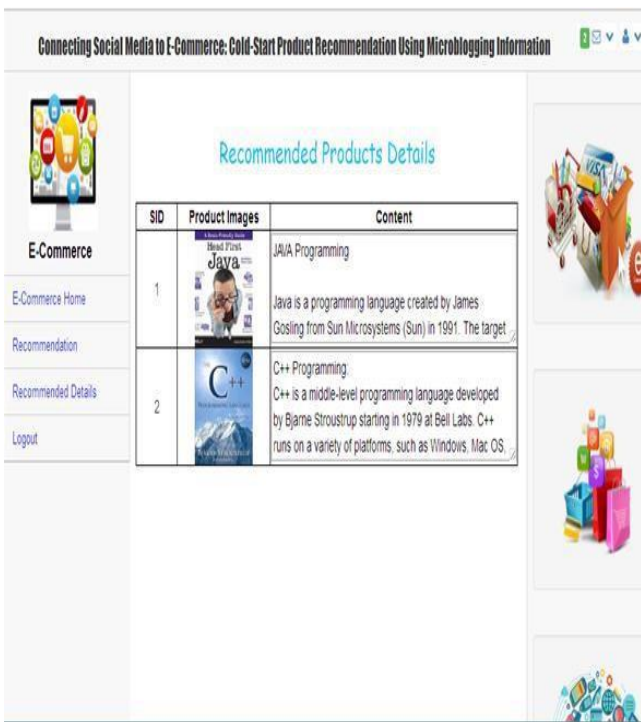 Connecting Social Media to E-Commerce: Cold-Start Product Recommendation Using Microblogging Information
2
E-Commerce
E-Commerce Home
Recommendation
Recommended Details
Logout
Recommended Products Details
SID Product Images Content
1
Head First
Java
JAVA Programming
Java is a programming language created by James
Gosling from Sun Microsystems (Sun) in 1991. The target
2
C++
C++ Programming:
C++ is a middle-level programming language developed
by Bjarne Stroustrup starting in 1979 at Bell Labs. C++
runs on a variety of platforms, such as Windows, Mac OS,
VISA